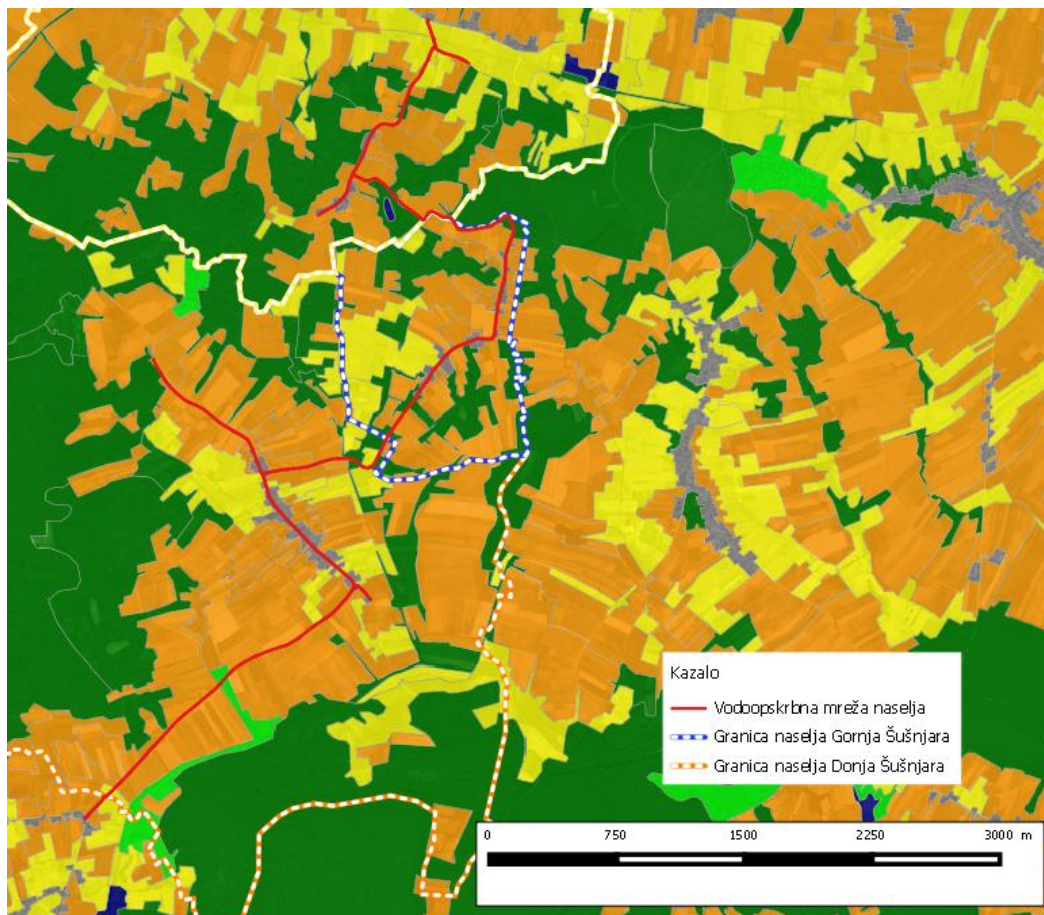 Kazalo
Vodoopskrbna mreža naselja
Granica naselja Gornja Šušnjara
Granica naselja Donja Šušnjara
0 750 1500 2250 3000 m